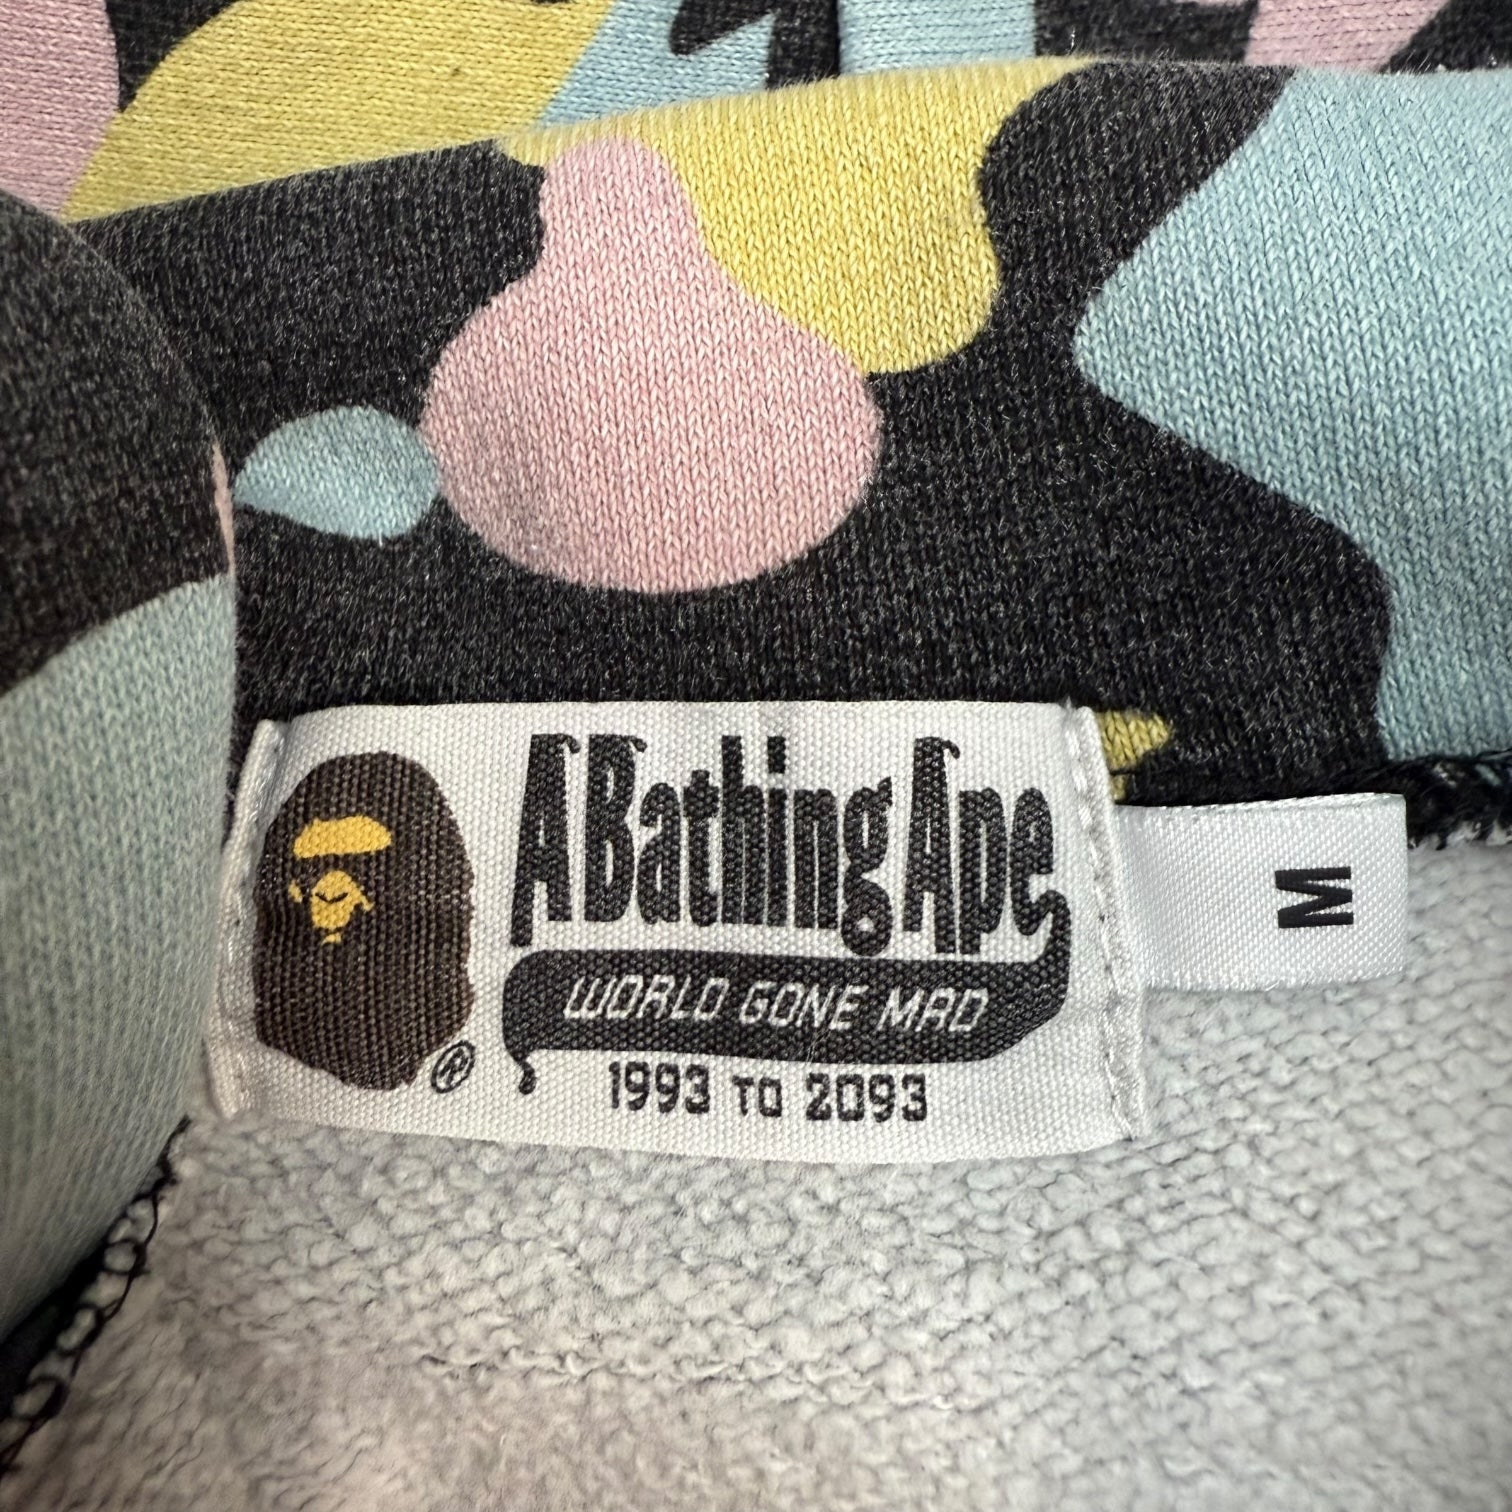 A Bathing Ape
WORLD GONE MAD
1993 TO 2093
®
M